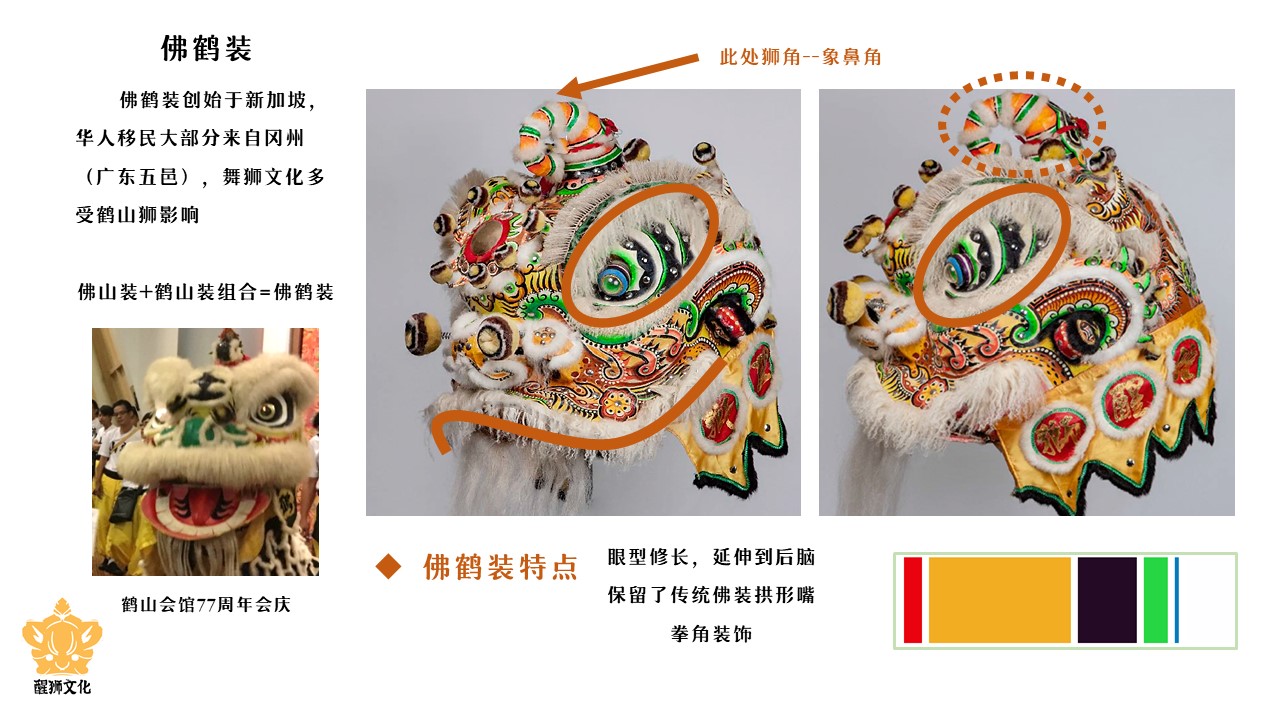 佛鹤装
佛鹤装创始于新加坡，
华人移民大部分来自冈州
（广东五邑），舞狮文化多
受鹤山狮影响
佛山装+鹤山装组合=佛鹤装
鹤山会馆77周年会庆
醒狮文化
此处狮角--象鼻角
佛鹤装特点
眼型修长，延伸到后脑
保留了传统佛装拱形嘴
拳角装饰